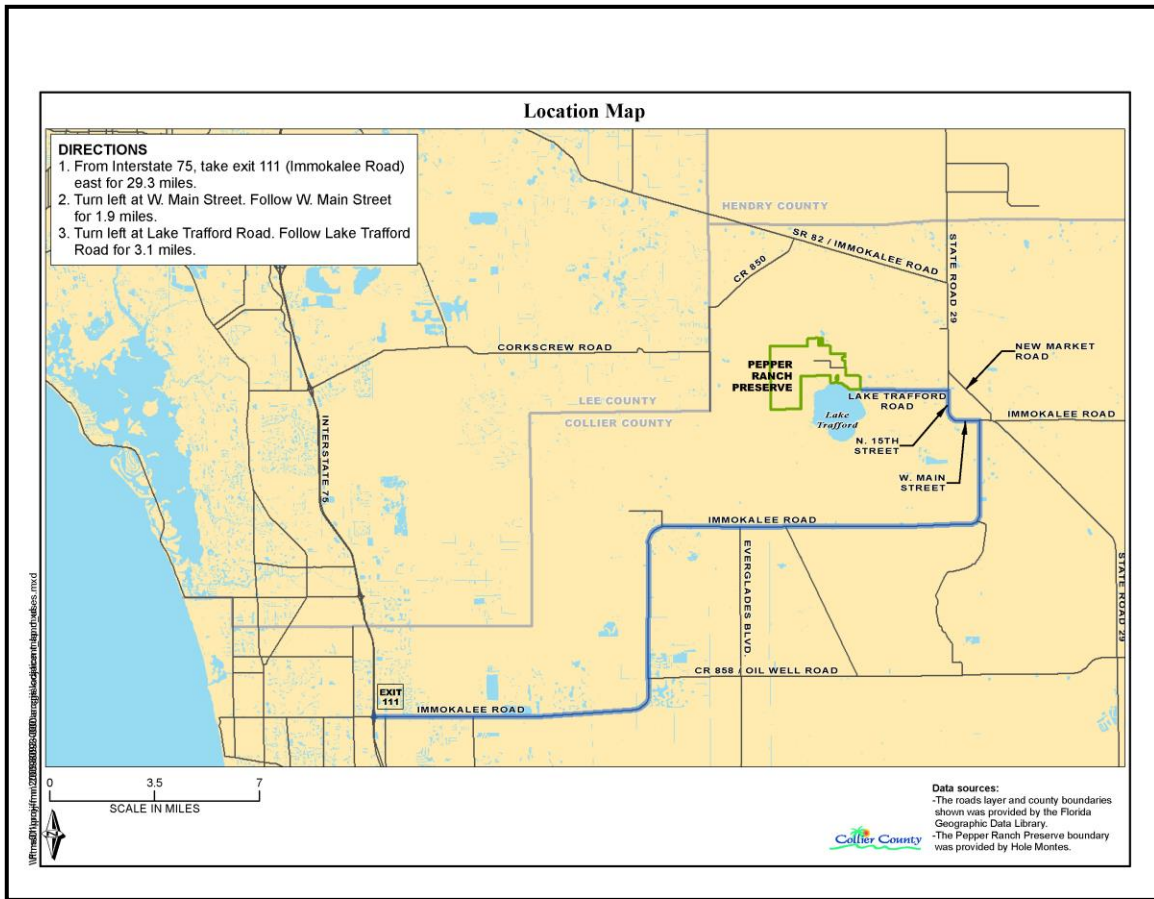 Location Map
DIRECTIONS
1. From Interstate 75, take exit 111 (Immokalee Road)
east for 29.3 miles.
2. Turn left at W. Main Street. Follow W. Main Street
for 1.9 miles.
3. Turn left at Lake Trafford Road. Follow Lake Trafford
Road for 3.1 miles.
HENDRY COUNTY
SR 82 / IMMOKALEE ROAD
CR 850
STATE ROAD 29
NEW MARKET
ROAD
CORKSCREW ROAD
PEPPER
RANCH
PRESERVE
LAKE TRAFFORD
ROAD
LEE COUNTY
COLLIER COUNTY
Lake
Trafford
IMMOKALEE ROAD
N. 15TH
STREET
W. MAIN
STREET
INTERSTATE 75
IMMOKALEE ROAD
EVERGLADES BLVD.
STATE ROAD 29
CR 858 / OIL WELL ROAD
EXIT
111
IMMOKALEE ROAD
0 3.5 7
SCALE IN MILES
Collier County
Data sources:
-The roads layer and county boundaries
shown was provided by the Florida
Geographic Data Library.
-The Pepper Ranch Preserve boundary
was provided by Hole Montes.